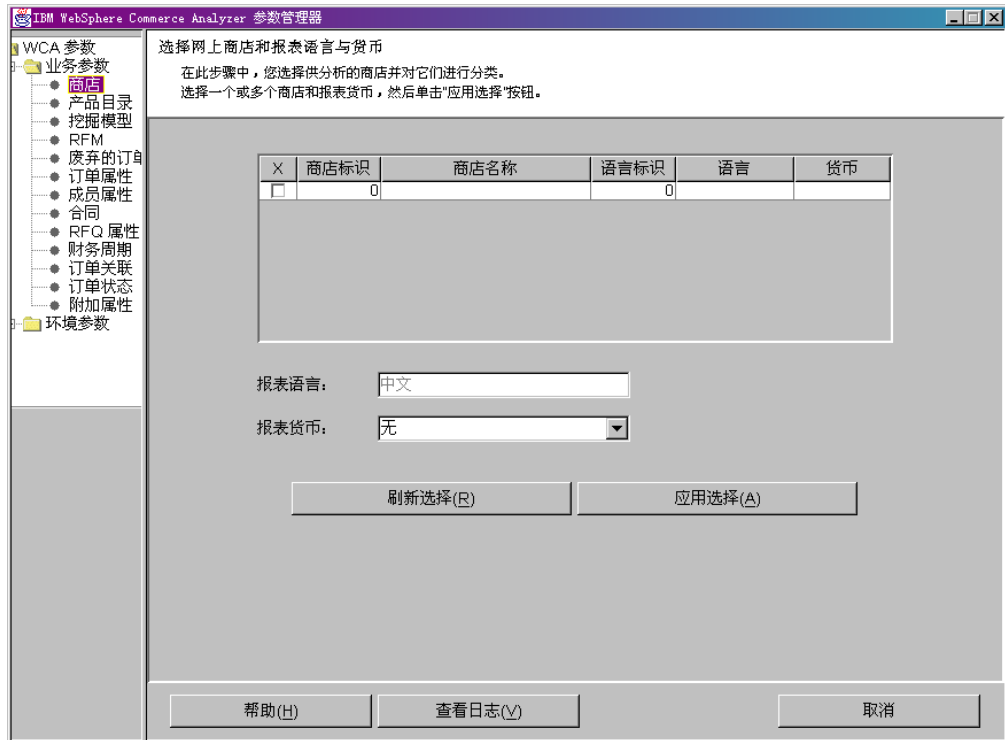 IBM WebSphere Commerce Analyzer 参数管理器
WCA 参数
业务参数
商店
产品目录
挖掘模型
RFM
废弃的订单
订单属性
成员属性
合同
RFQ 属性
财务周期
订单关联
订单状态
附加属性
环境参数
选择网上商店和报表语言与货币
在此步骤中，您选择供分析的商店并对它们进行分类。
选择一个或多个商店和报表货币，然后单击"应用选择"按钮。
X 商店标识 商店名称 语言标识 语言 货币
0 0
报表语言： 中文
报表货币： 无
刷新选择(R) 应用选择(A)
帮助(H) 查看日志(V) 取消